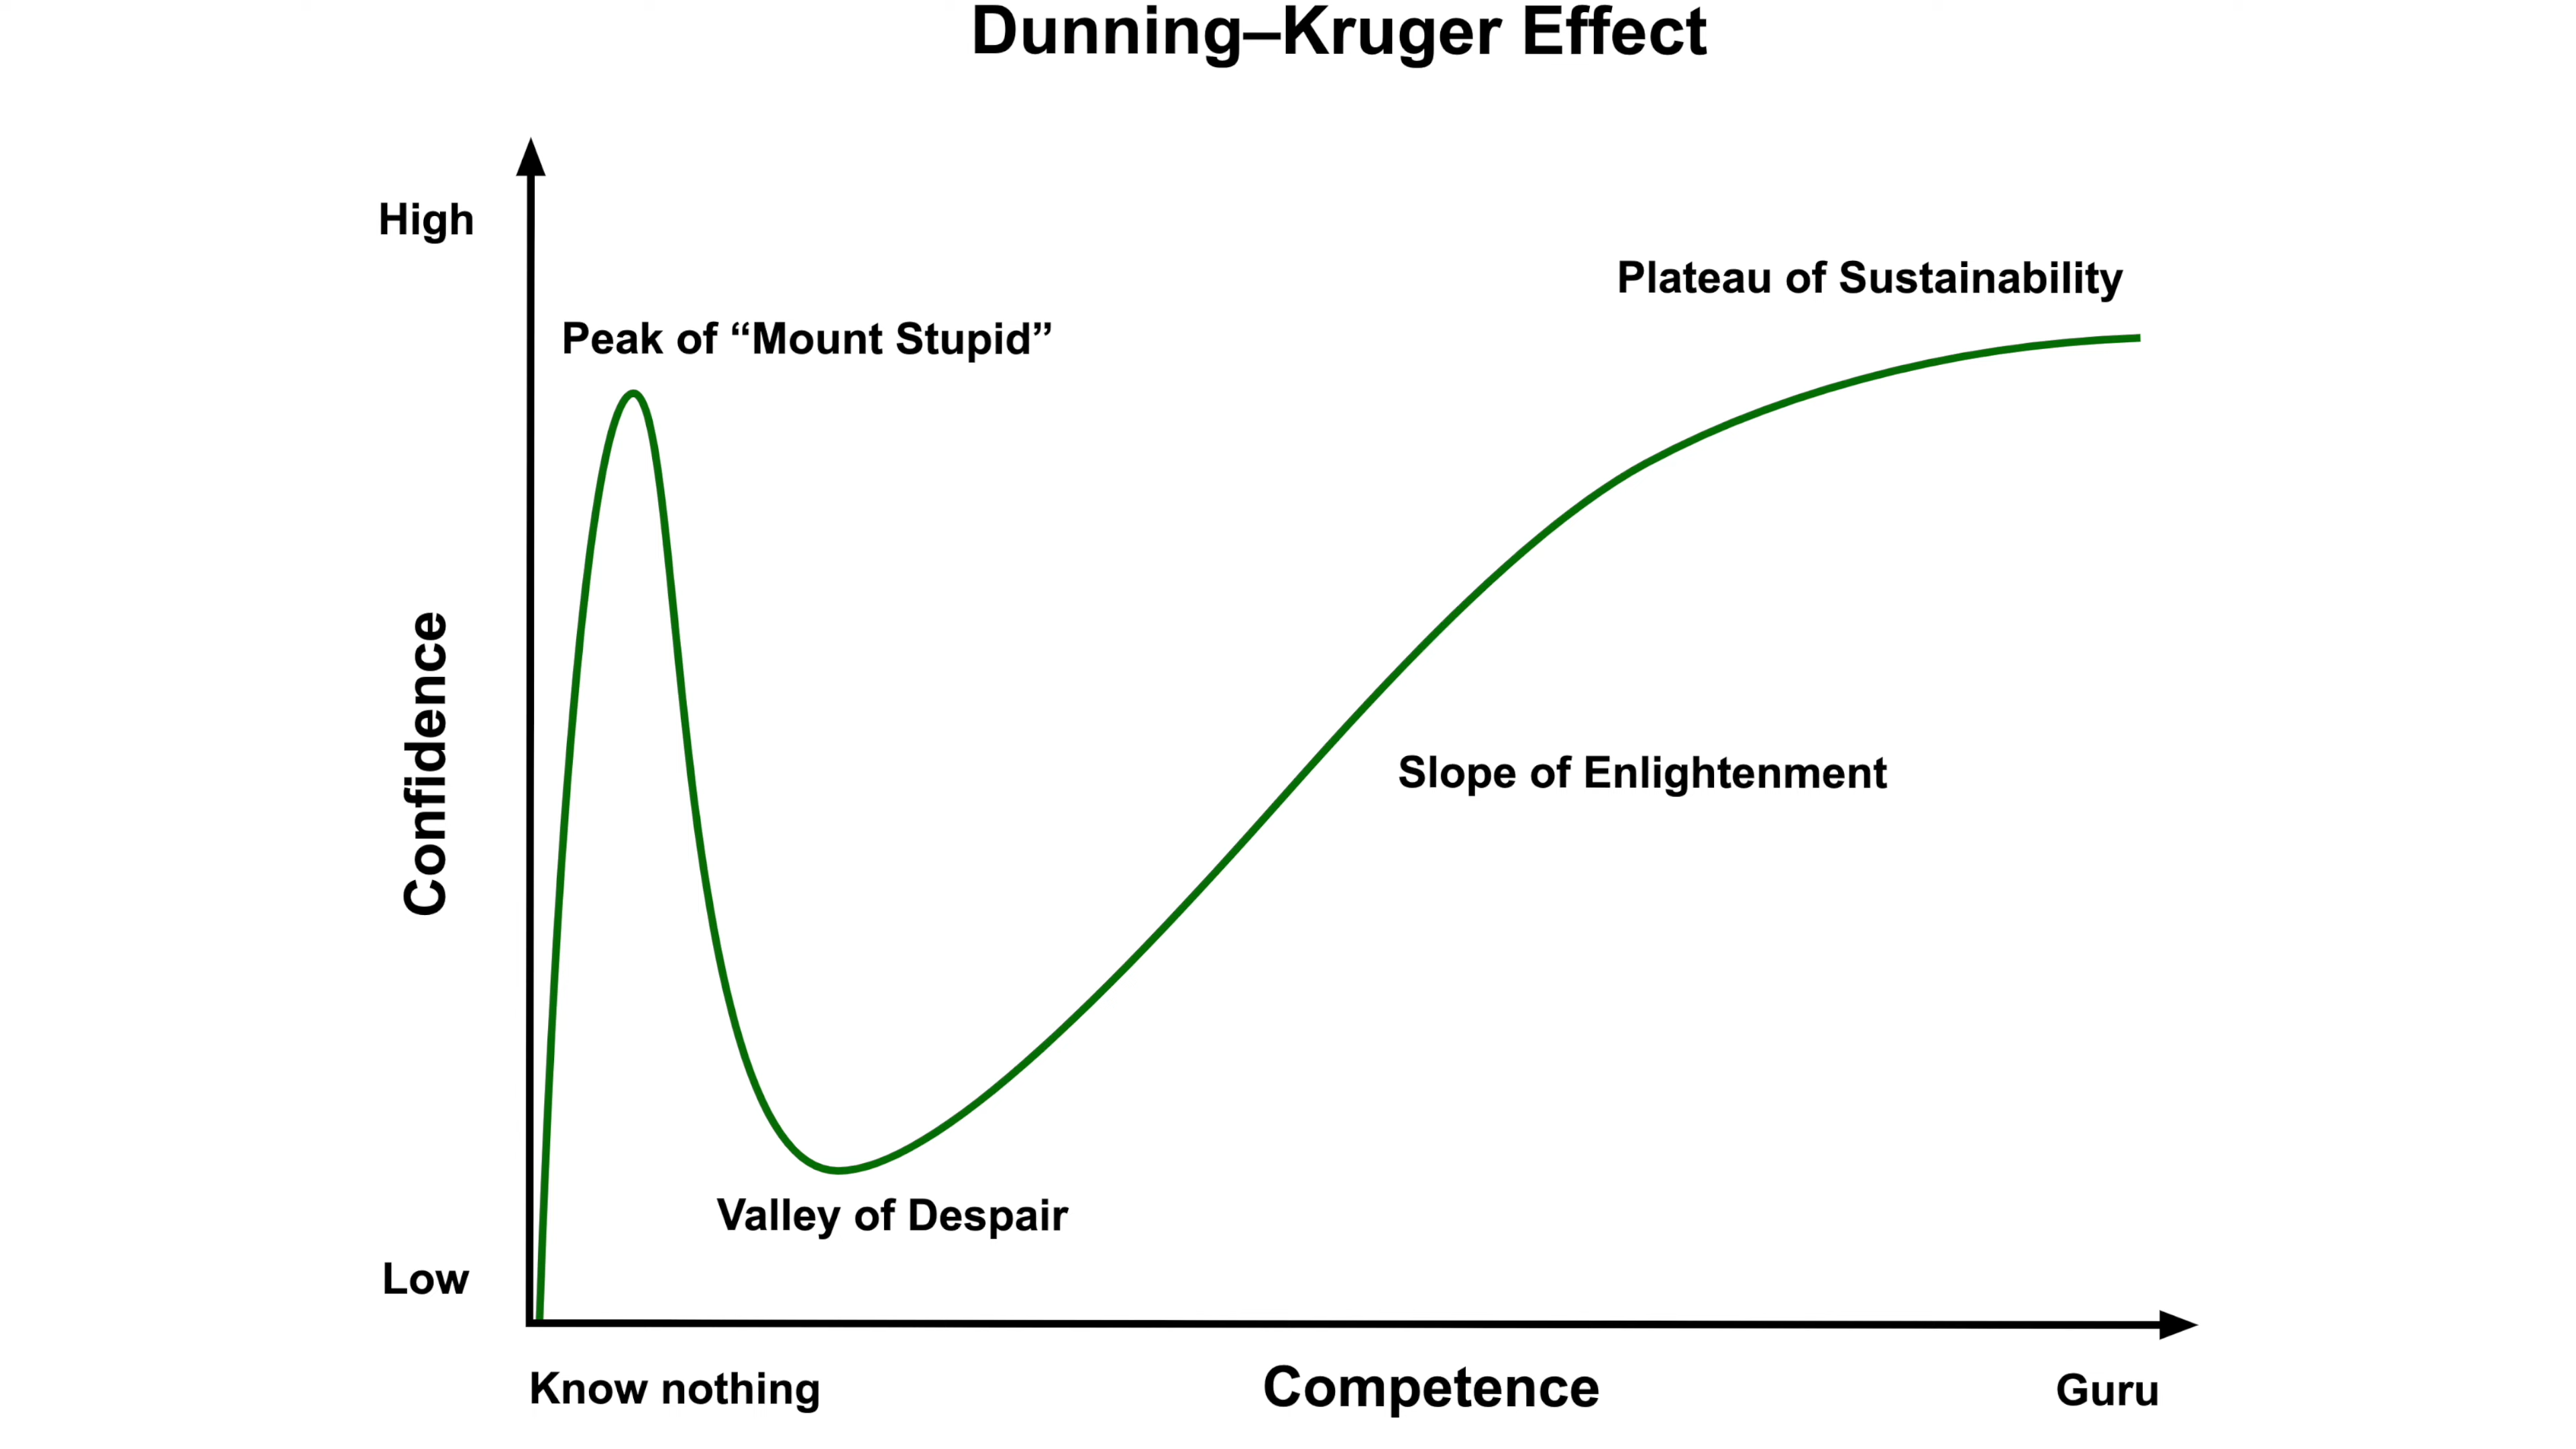 Dunning–Kruger Effect
High
Plateau of Sustainability
Peak of “Mount Stupid”
Confidence
Slope of Enlightenment
Valley of Despair
Low
Know nothing
Competence
Guru